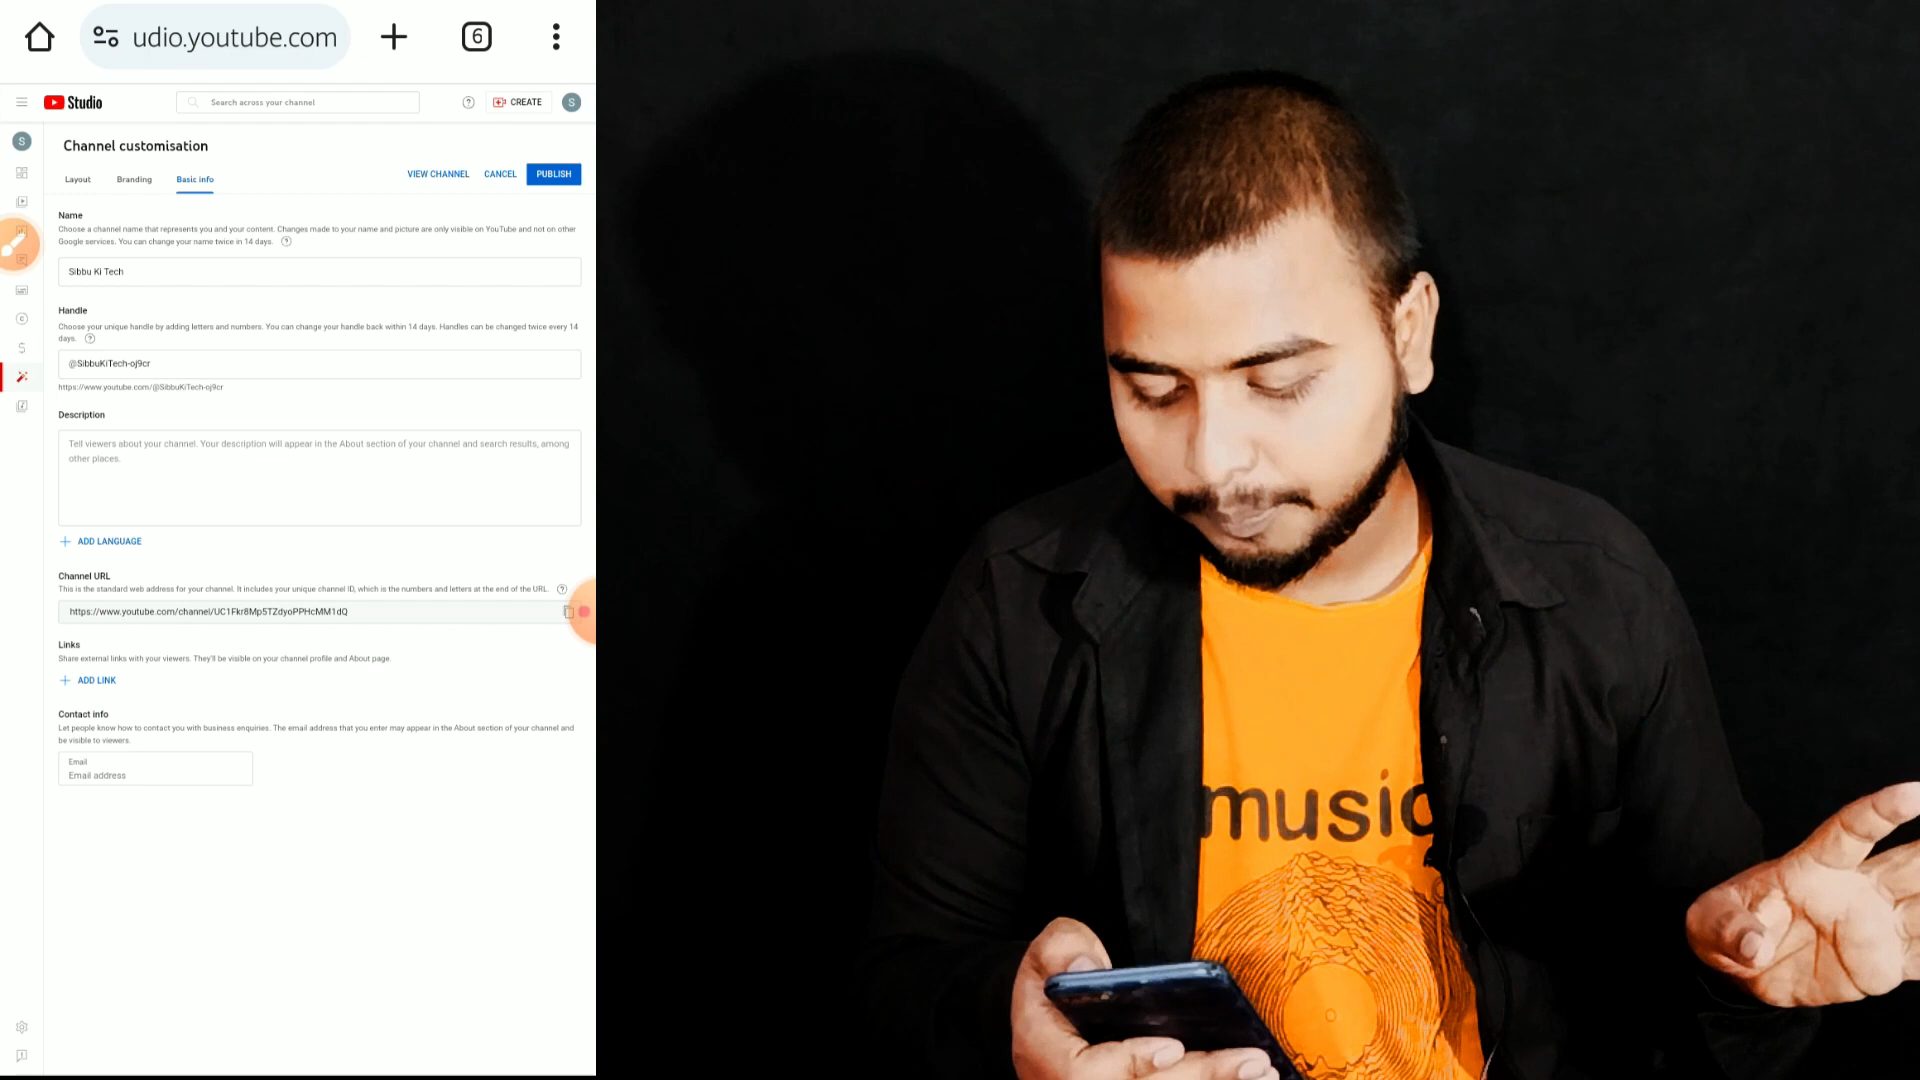 udio.youtube.com
6
Studio
Search across your channel
CREATE
S
S
Channel customisation
Layout
Branding
Basic info
VIEW CHANNEL
CANCEL
PUBLISH
Name
Choose a channel name that represents you and your content. Changes made to your name and picture are only visible on YouTube and not on other
Google services. You can change your name twice in 14 days.
Sibbu Ki Tech
Handle
Choose your unique handle by adding letters and numbers. You can change your handle back within 14 days. Handles can be changed twice every 14
days.
@SibbuKiTech-oj9cr
https://www.youtube.com/@SibbuKiTech-oj9cr
Description
Tell viewers about your channel. Your description will appear in the About section of your channel and search results, among
other places.
ADD LANGUAGE
Channel URL
This is the standard web address for your channel. It includes your unique channel ID, which is the numbers and letters at the end of the URL.
https://www.youtube.com/channel/UC1Fkr8Mp5TZdyoPPHcMM1dQ
Links
Share external links with your viewers. They'll be visible on your channel profile and About page.
ADD LINK
Contact info
Let people know how to contact you with business enquiries. The email address that you enter may appear in the About section of your channel and
be visible to viewers.
Email
Email address
music